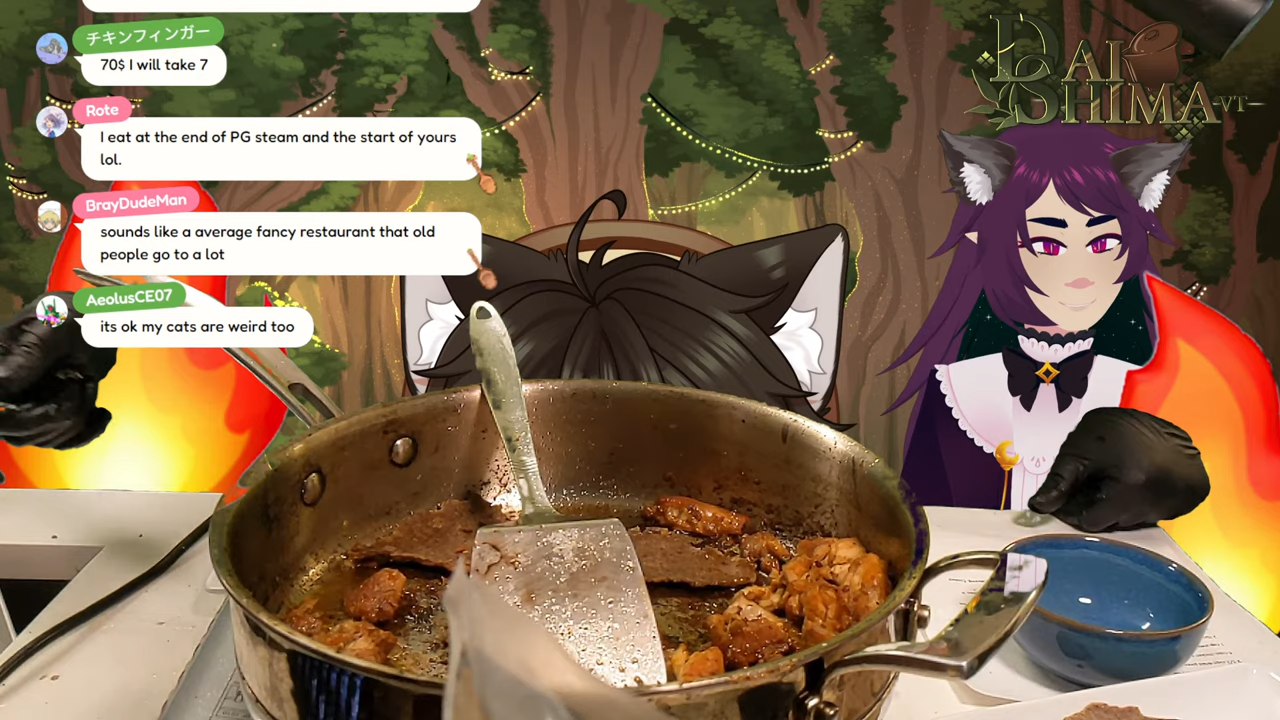 チキンフィンガー
70$ I will take 7
Rote
I eat at the end of PG steam and the start of yours
lol.
BrayDudeMan
sounds like a average fancy restaurant that old
people go to a lot
AeolusCE07
its ok my cats are weird too
DAI
SHIMA-VT-